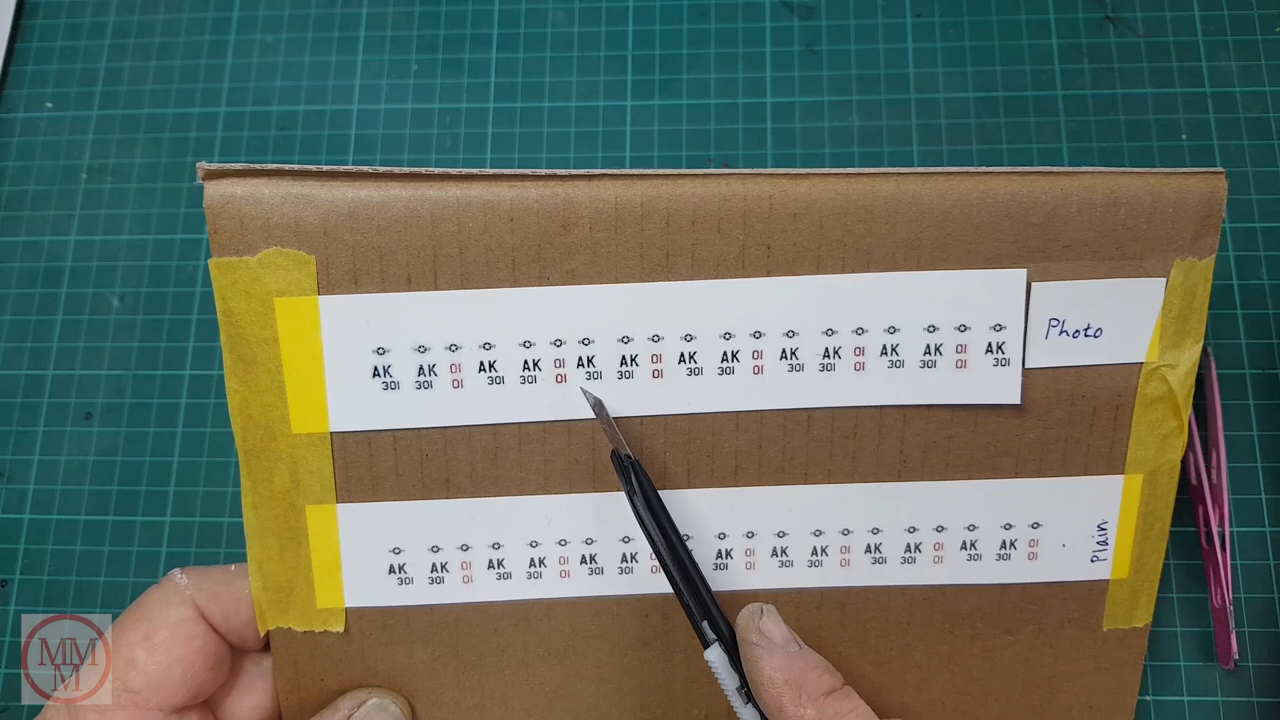 AK AK 01 AK AK 01 AK AK 01 AK AK 01 AK AK 01 AK AK 01 AK
301 301 01 301 301 01 301 301 01 301 301 01 301 301 01 301 301 01 301
Photo
AK AK 01 AK AK 01 AK AK AK 01 AK AK 01 AK AK 01 AK AK 01
301 301 01 301 301 01 301 301 301 01 301 301 01 301 301 01 301 301 01
Plain
MM
M